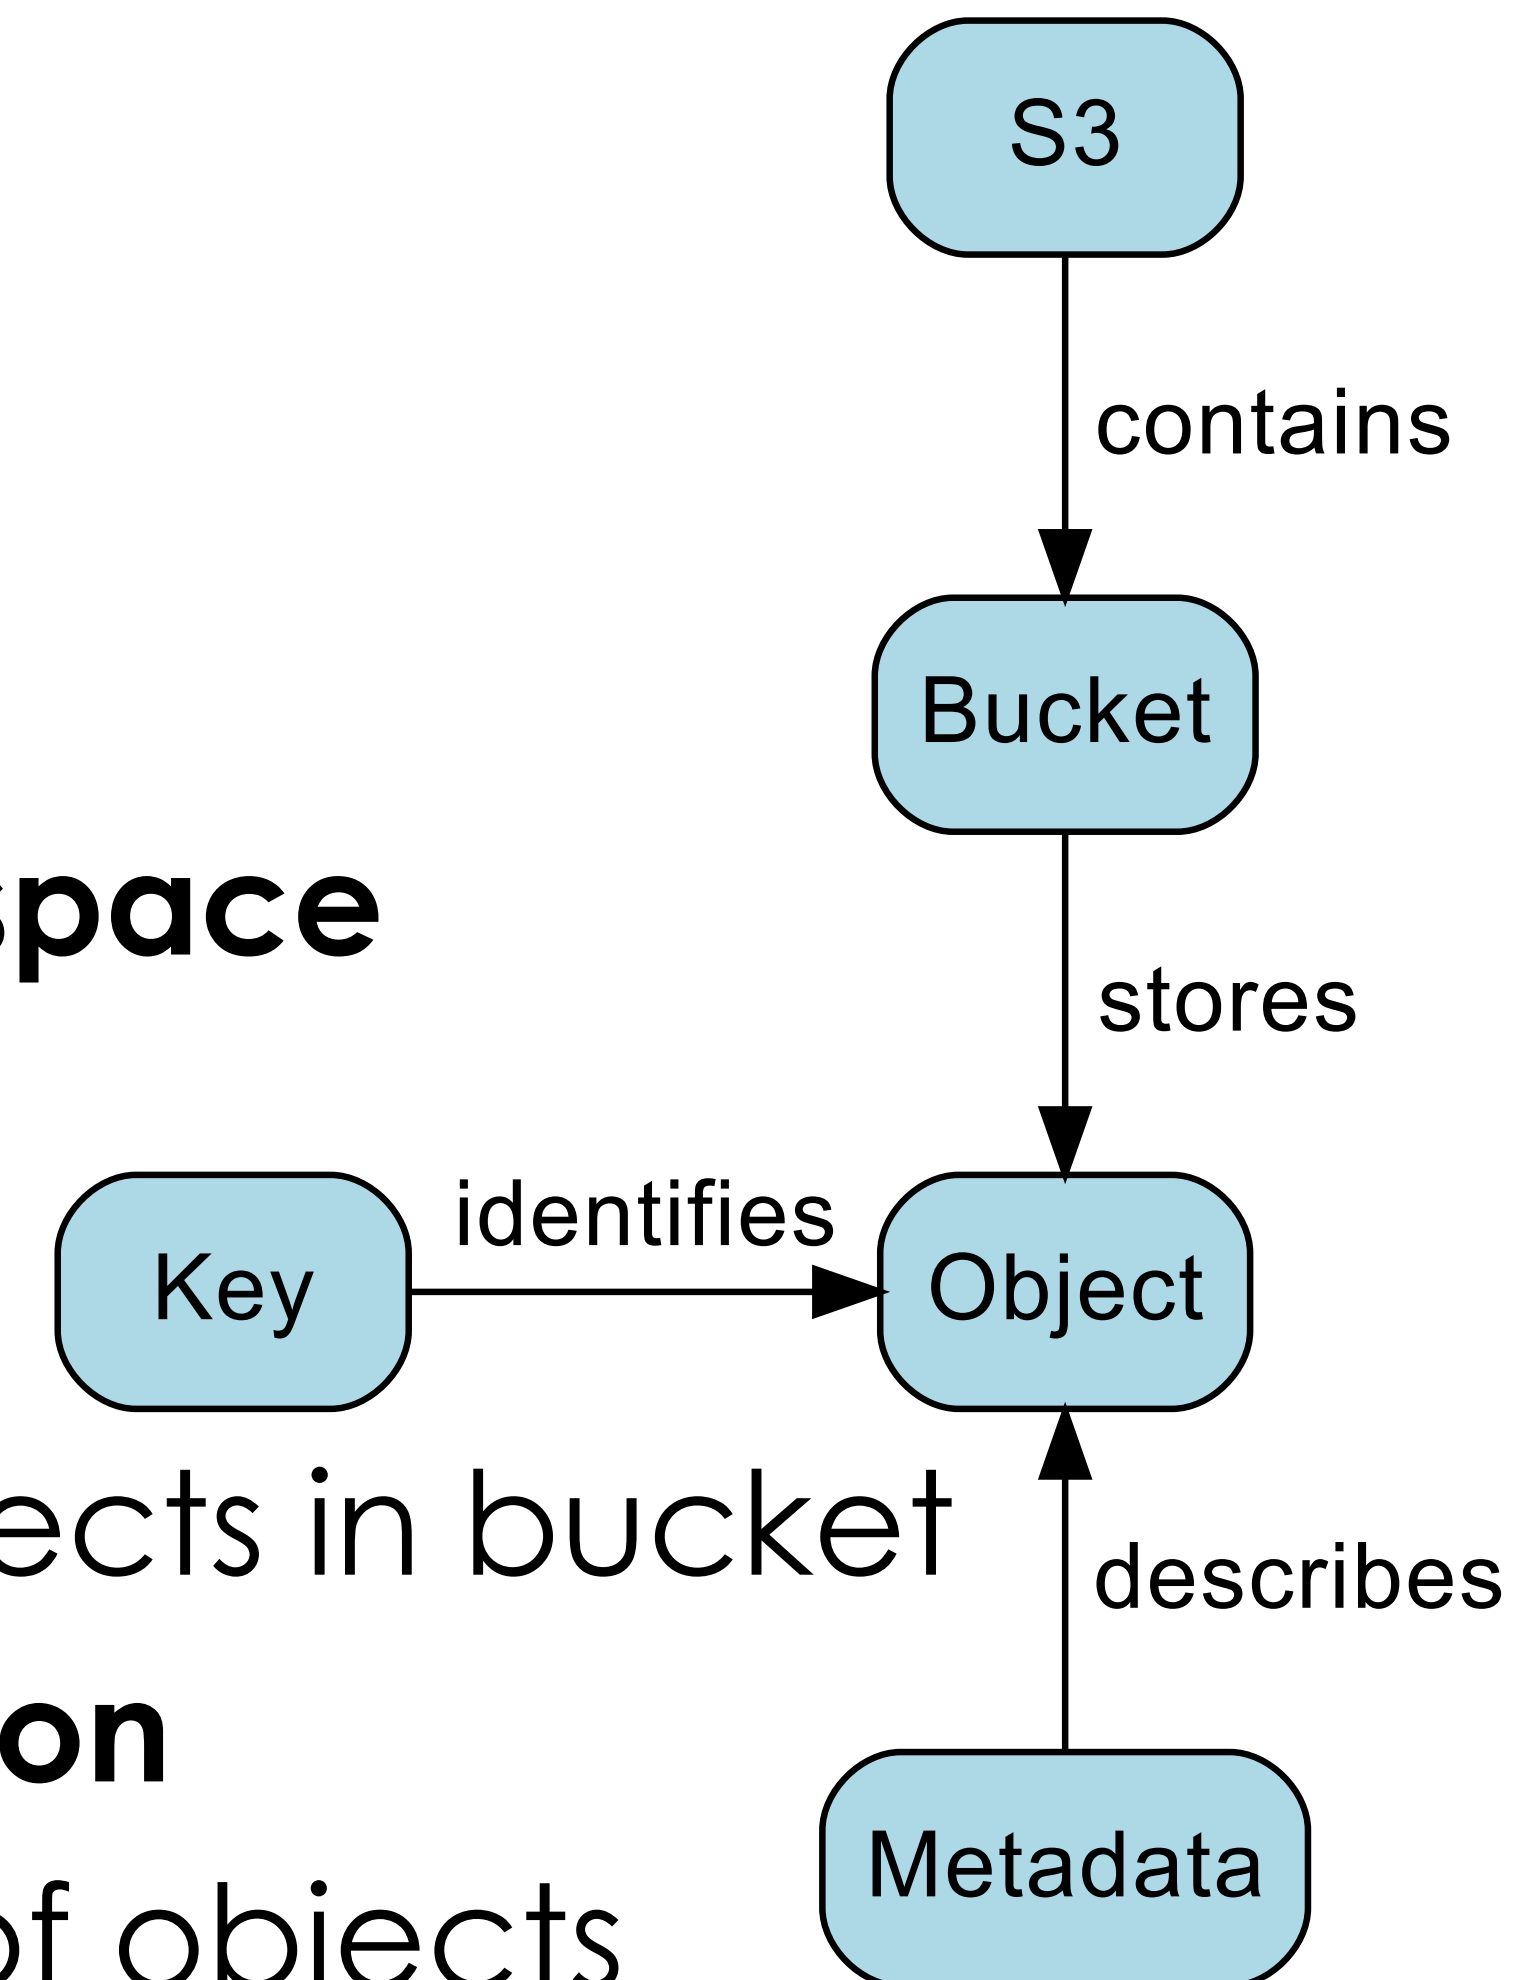 S3
contains
Bucket
space
stores
identifies
Key
Object
ects in bucket
describes
on
Metadata
of objects